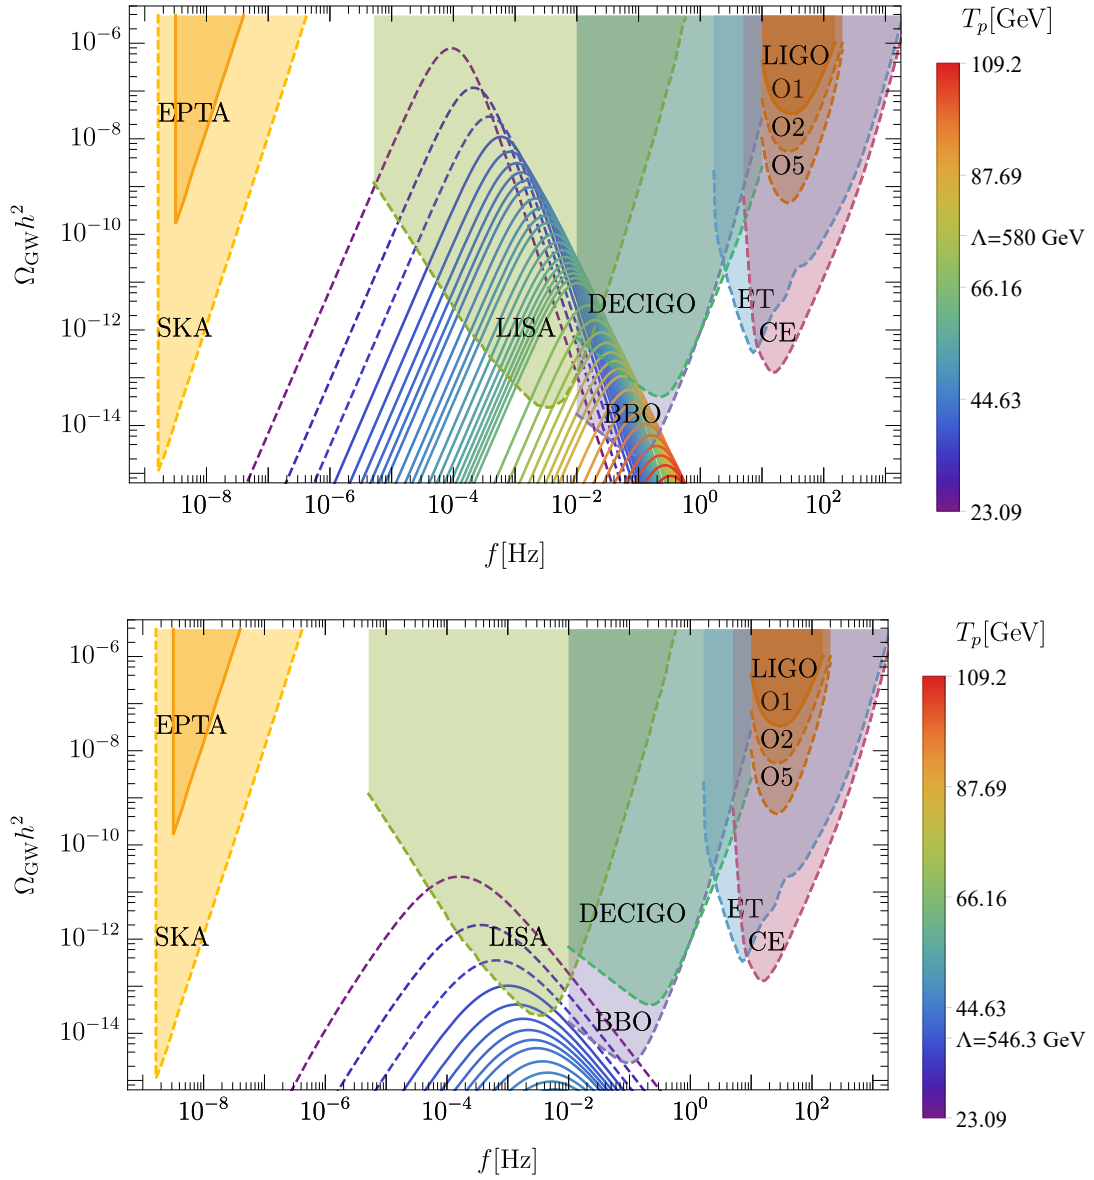 T_p[GeV]
10^{-6}
10^{-8}
10^{-10}
10^{-12}
10^{-14}
Ω_{GW}h^2
EPTA
SKA
LISA
DECIGO
BBO
ET
CE
LIGO
O1
O2
O5
109.2
87.69
Λ=580 GeV
66.16
44.63
23.09
10^{-8}
10^{-6}
10^{-4}
10^{-2}
10^0
10^2
f[Hz]
T_p[GeV]
10^{-6}
10^{-8}
10^{-10}
10^{-12}
10^{-14}
Ω_{GW}h^2
EPTA
SKA
LISA
DECIGO
BBO
ET
CE
LIGO
O1
O2
O5
109.2
87.69
66.16
44.63
Λ=546.3 GeV
23.09
10^{-8}
10^{-6}
10^{-4}
10^{-2}
10^0
10^2
f[Hz]